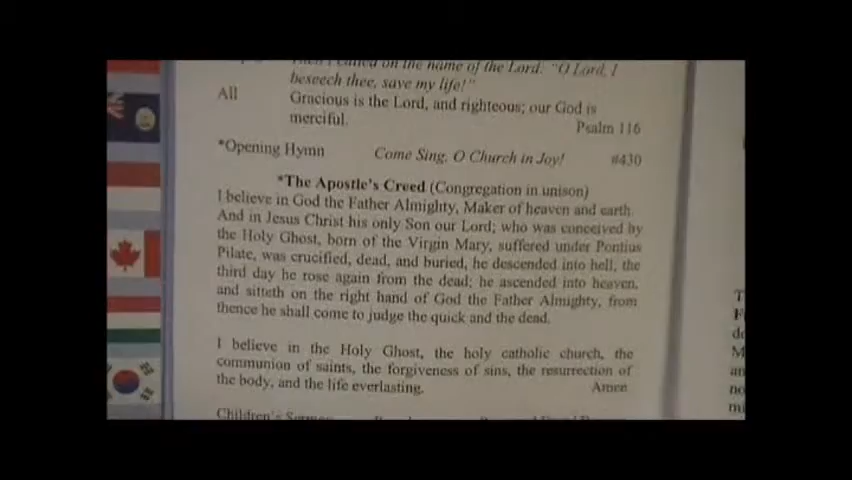 Then I called on the name of the Lord: "O Lord, I
beseech thee, save my life!"
All Gracious is the Lord, and righteous; our God is
merciful.
Psalm 116
*Opening Hymn Come Sing, O Church in Joy! #430
*The Apostle's Creed (Congregation in unison)
I believe in God the Father Almighty, Maker of heaven and earth.
And in Jesus Christ his only Son our Lord; who was conceived by
the Holy Ghost, born of the Virgin Mary, suffered under Pontius
Pilate, was crucified, dead, and buried, he descended into hell, the
third day he rose again from the dead; he ascended into heaven,
and sitteth on the right hand of God the Father Almighty, from
thence he shall come to judge the quick and the dead.
I believe in the Holy Ghost, the holy catholic church, the
communion of saints, the forgiveness of sins, the resurrection of
the body, and the life everlasting. Amen
Children's